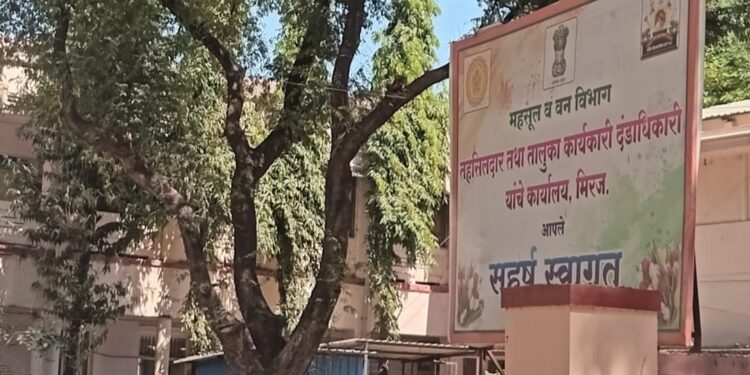 महसूल व वन विभाग
तहसिलदार तथा तालुका कार्यकारी दंडाधिकारी
यांचे कार्यालय, मिरज.
आपले
सहर्ष स्वागत